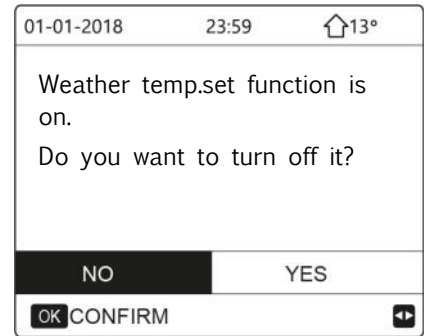 01-01-2018 23:59 13°
Weather temp.set function is
on.
Do you want to turn off it?
NO YES
OK CONFIRM